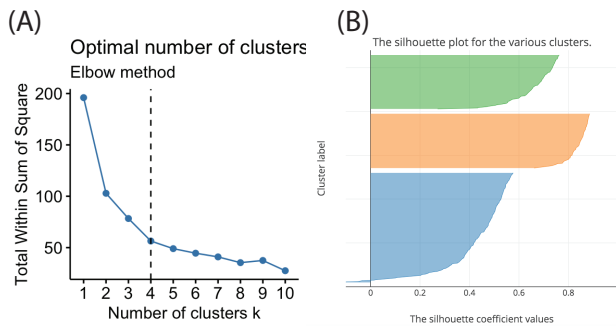 (A)
Optimal number of clusters
Elbow method
Total Within Sum of Square
200
150
100
50
1 2 3 4 5 6 7 8 9 10
Number of clusters k
(B)
The silhouette plot for the various clusters.
Cluster label
0 0.2 0.4 0.6 0.8
The silhouette coefficient values